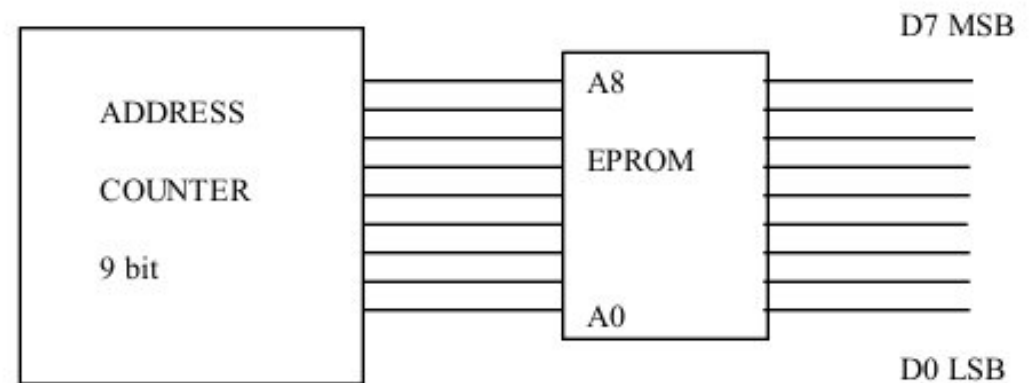 D7 MSB
ADDRESS
COUNTER
9 bit
A8
EPROM
A0
D0 LSB